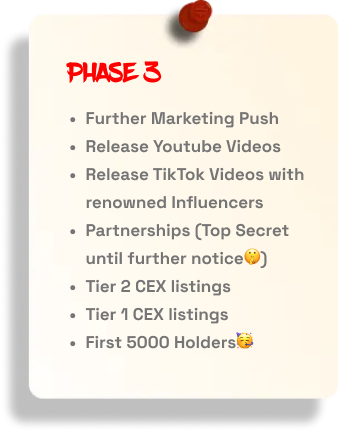 PHASE 3
• Further Marketing Push
• Release Youtube Videos
• Release TikTok Videos with
renowned Influencers
• Partnerships (Top Secret
until further notice🤫)
• Tier 2 CEX listings
• Tier 1 CEX listings
• First 5000 Holders🥳